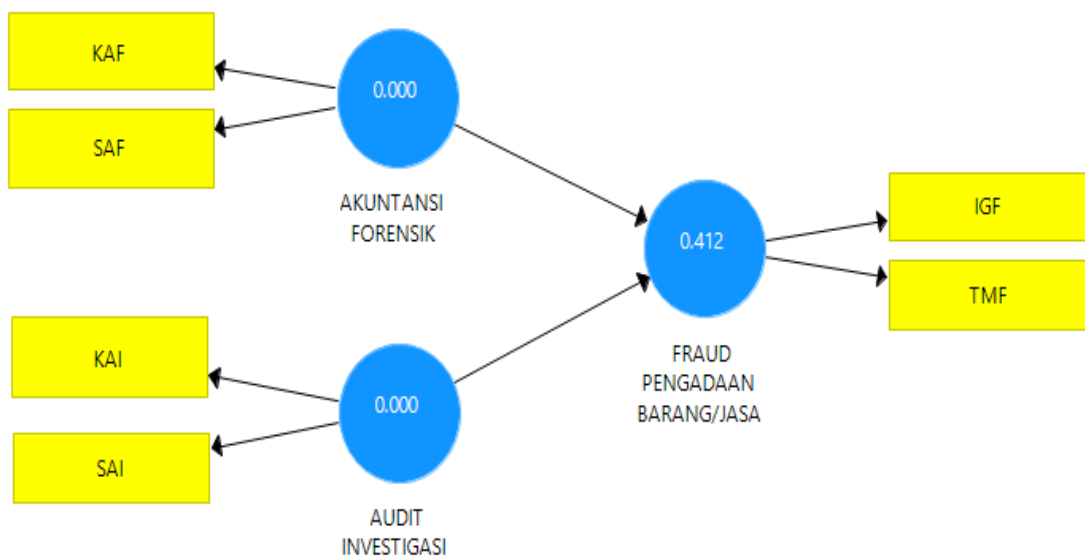 KAF
SAF
0.000
AKUNTANSI
FORENSIK
KAI
SAI
0.000
AUDIT
INVESTIGASI
0.412
FRAUD
PENGADAAN
BARANG/JASA
IGF
TMF